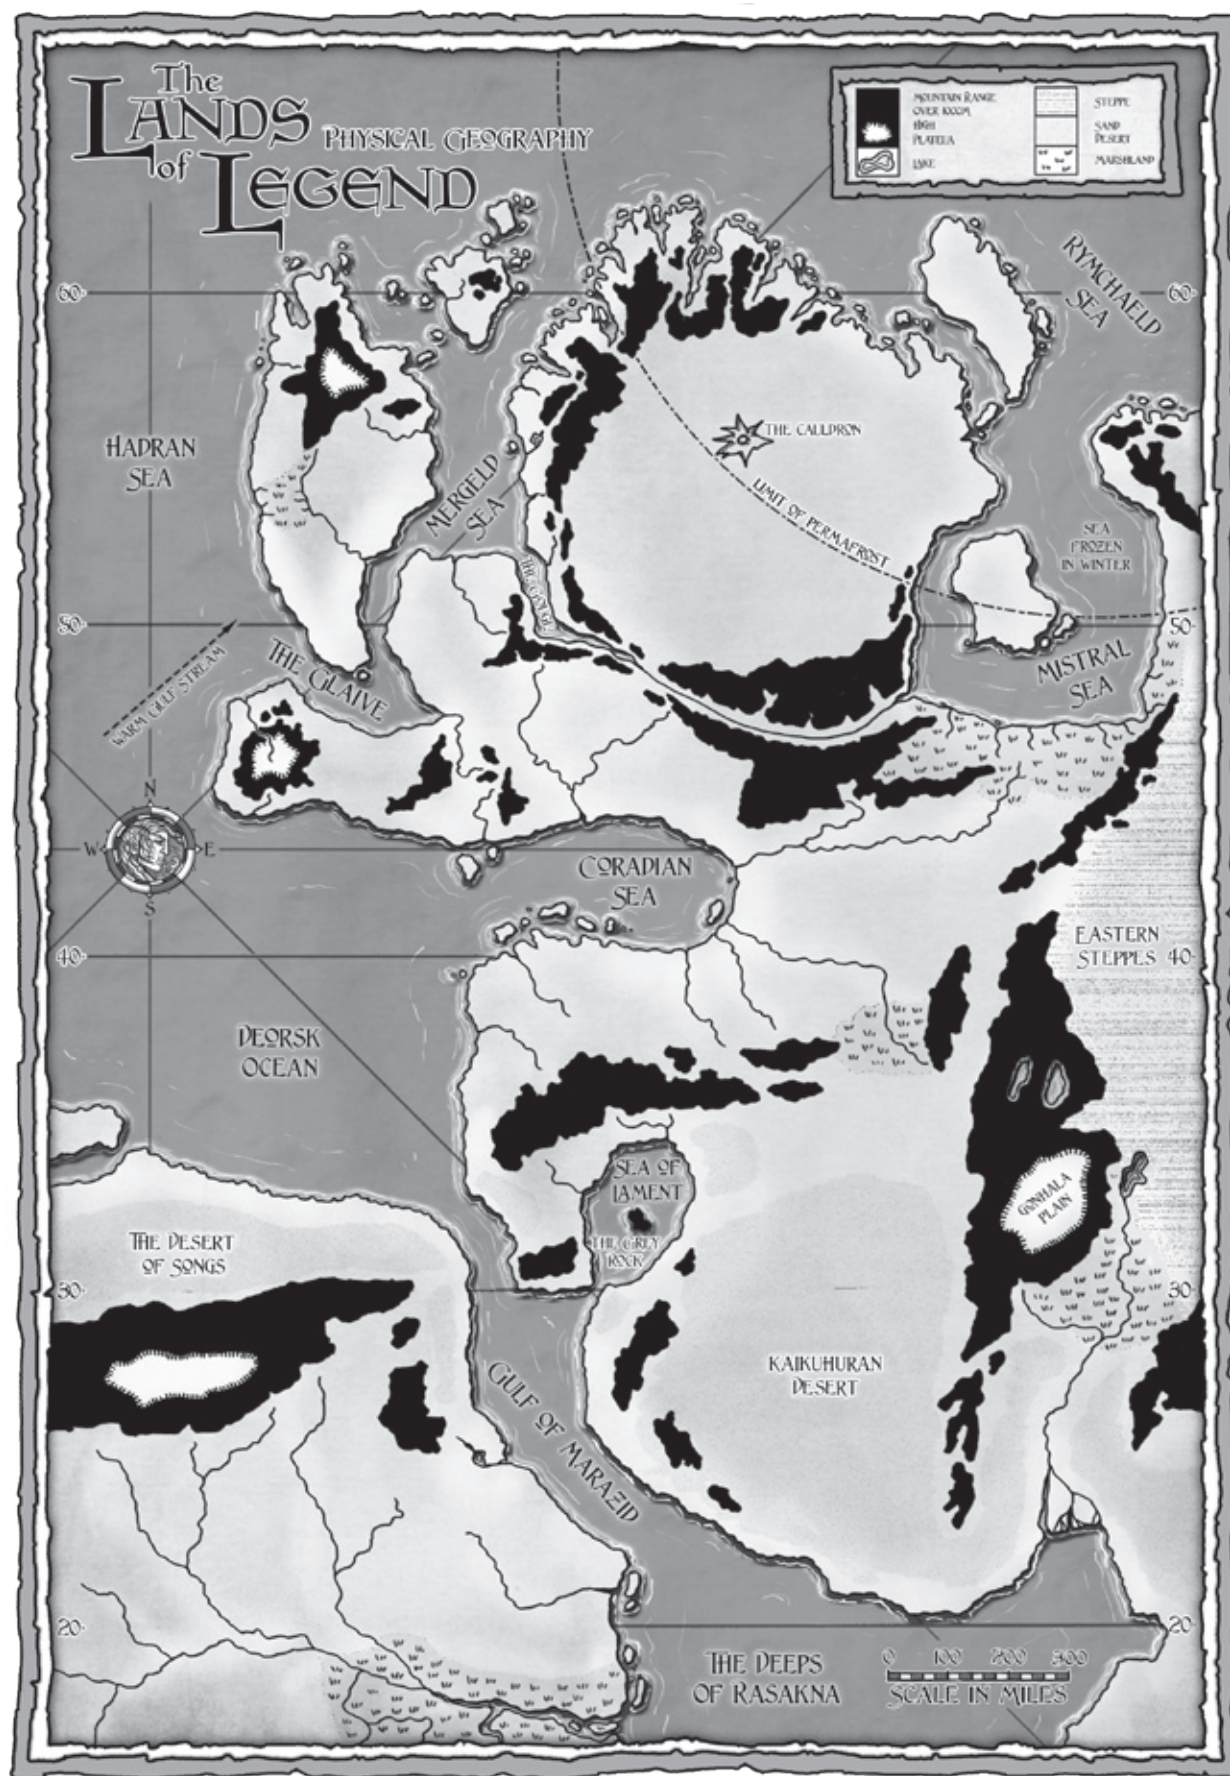 The
LANDS
of
LEGEND
PHYSICAL GEOGRAPHY
MOUNTAIN RANGE
OVER 1000M
HIGH
PLATEUA
LAKE
STEPPE
SAND
DESERT
MARSHLAND
RYMCHAELD
SEA
60·
60·
THE CAULDRON
HADRAN
SEA
MERGELD
SEA
LIMIT OF PERMAFROST
SEA
FROZEN
IN WINTER
THE GOUGE
50·
50·
WARM GULF STREAM
THE GLAIVE
MISTRAL
SEA
N
W
E
S
CORADIAN
SEA
EASTERN
STEPPES
40·
40·
DEORSK
OCEAN
SEA OF
LAMENT
THE GREY
ROCK
GONHALA
PLAIN
THE DESERT
OF SONGS
30·
30·
KAIKUHURAN
DESERT
GULF OF MARAZID
20·
20·
THE DEEPS
OF RASAKNA
0 100 200 300
SCALE IN MILES